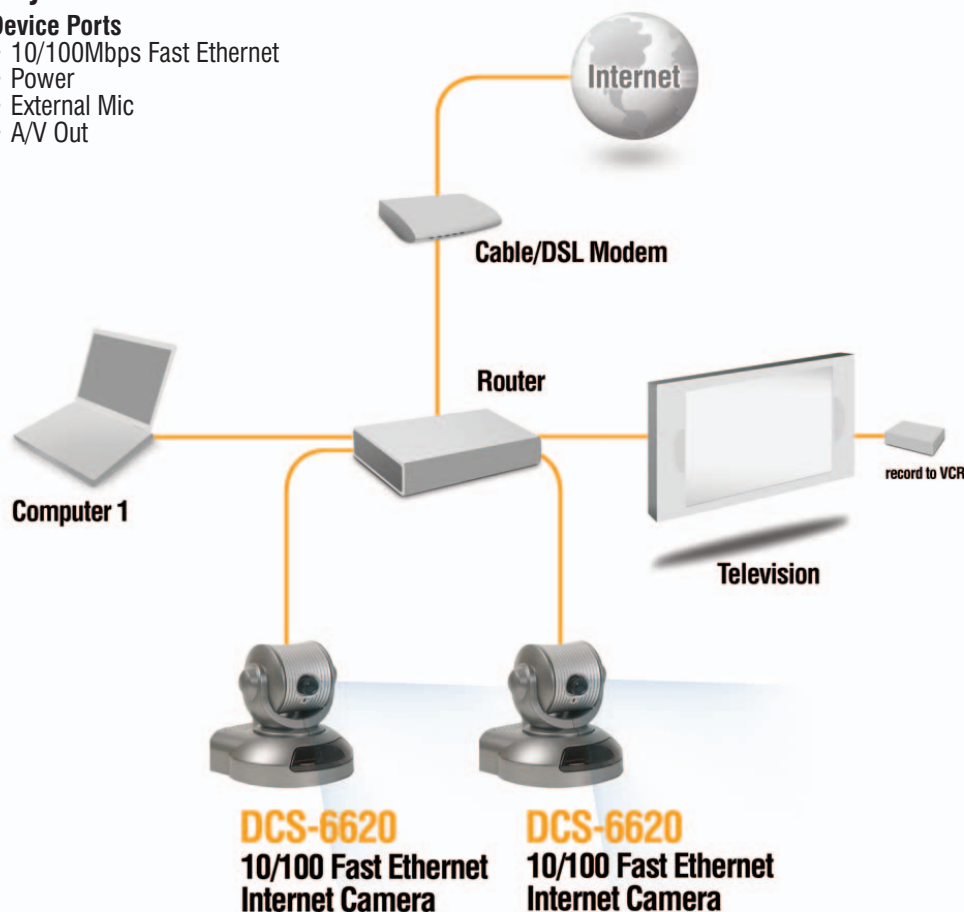 Device Ports
10/100Mbps Fast Ethernet
Power
External Mic
A/V Out
Internet
Cable/DSL Modem
Router
record to VCR
Computer 1
Television
DCS-6620
10/100 Fast Ethernet
Internet Camera
DCS-6620
10/100 Fast Ethernet
Internet Camera